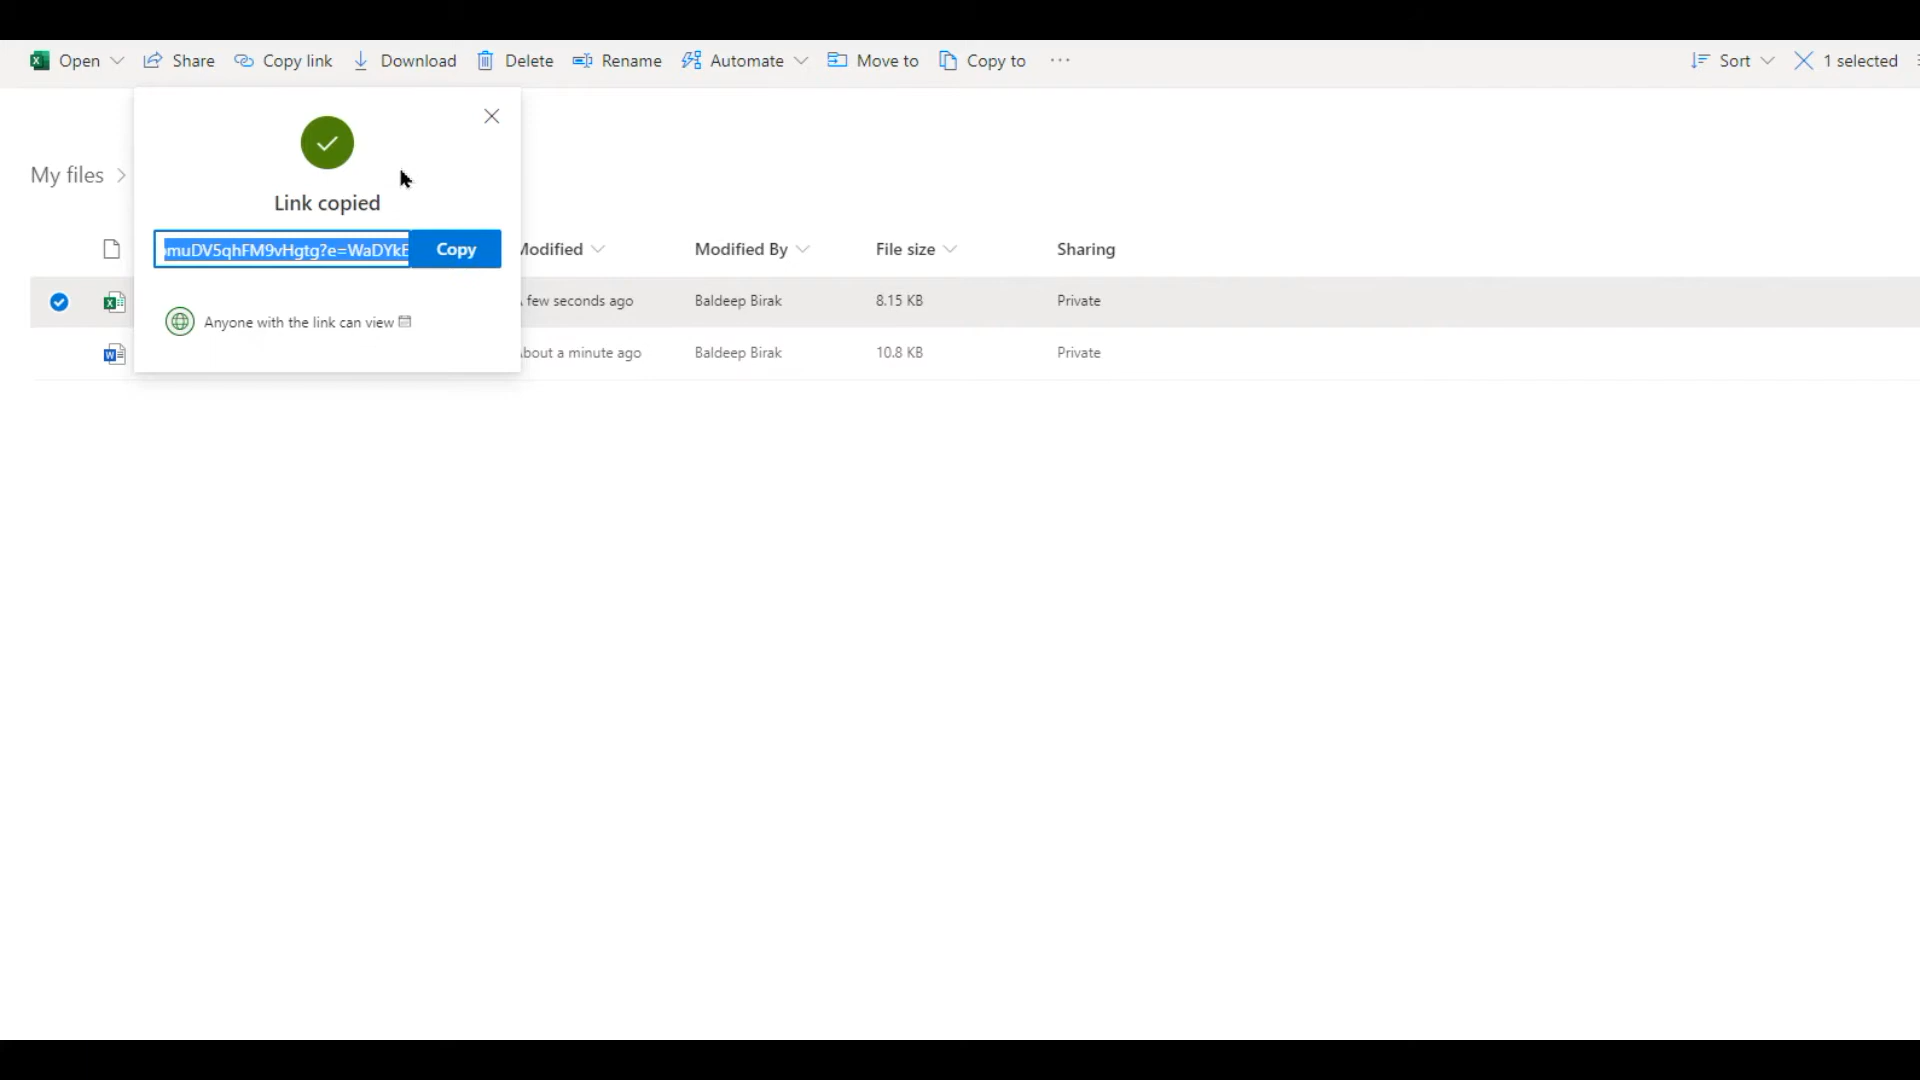 Open Share Copy link Download Delete Rename Automate Move to Copy to ... Sort 1 selected
Link copied
My files >
muDV5qhFM9vHgtg?e=WaDYkE Copy
Modified Modified By File size Sharing
few seconds ago Baldeep Birak 8.15 KB Private
Anyone with the link can view
about a minute ago Baldeep Birak 10.8 KB Private